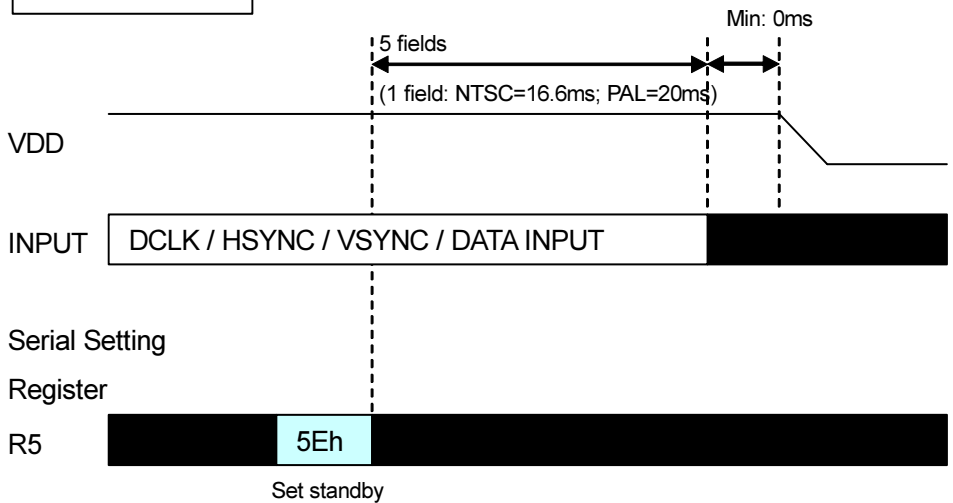 Min: 0ms
5 fields
(1 field: NTSC=16.6ms; PAL=20ms)
VDD
INPUT
DCLK / HSYNC / VSYNC / DATA INPUT
Serial Setting
Register
R5
5Eh
Set standby